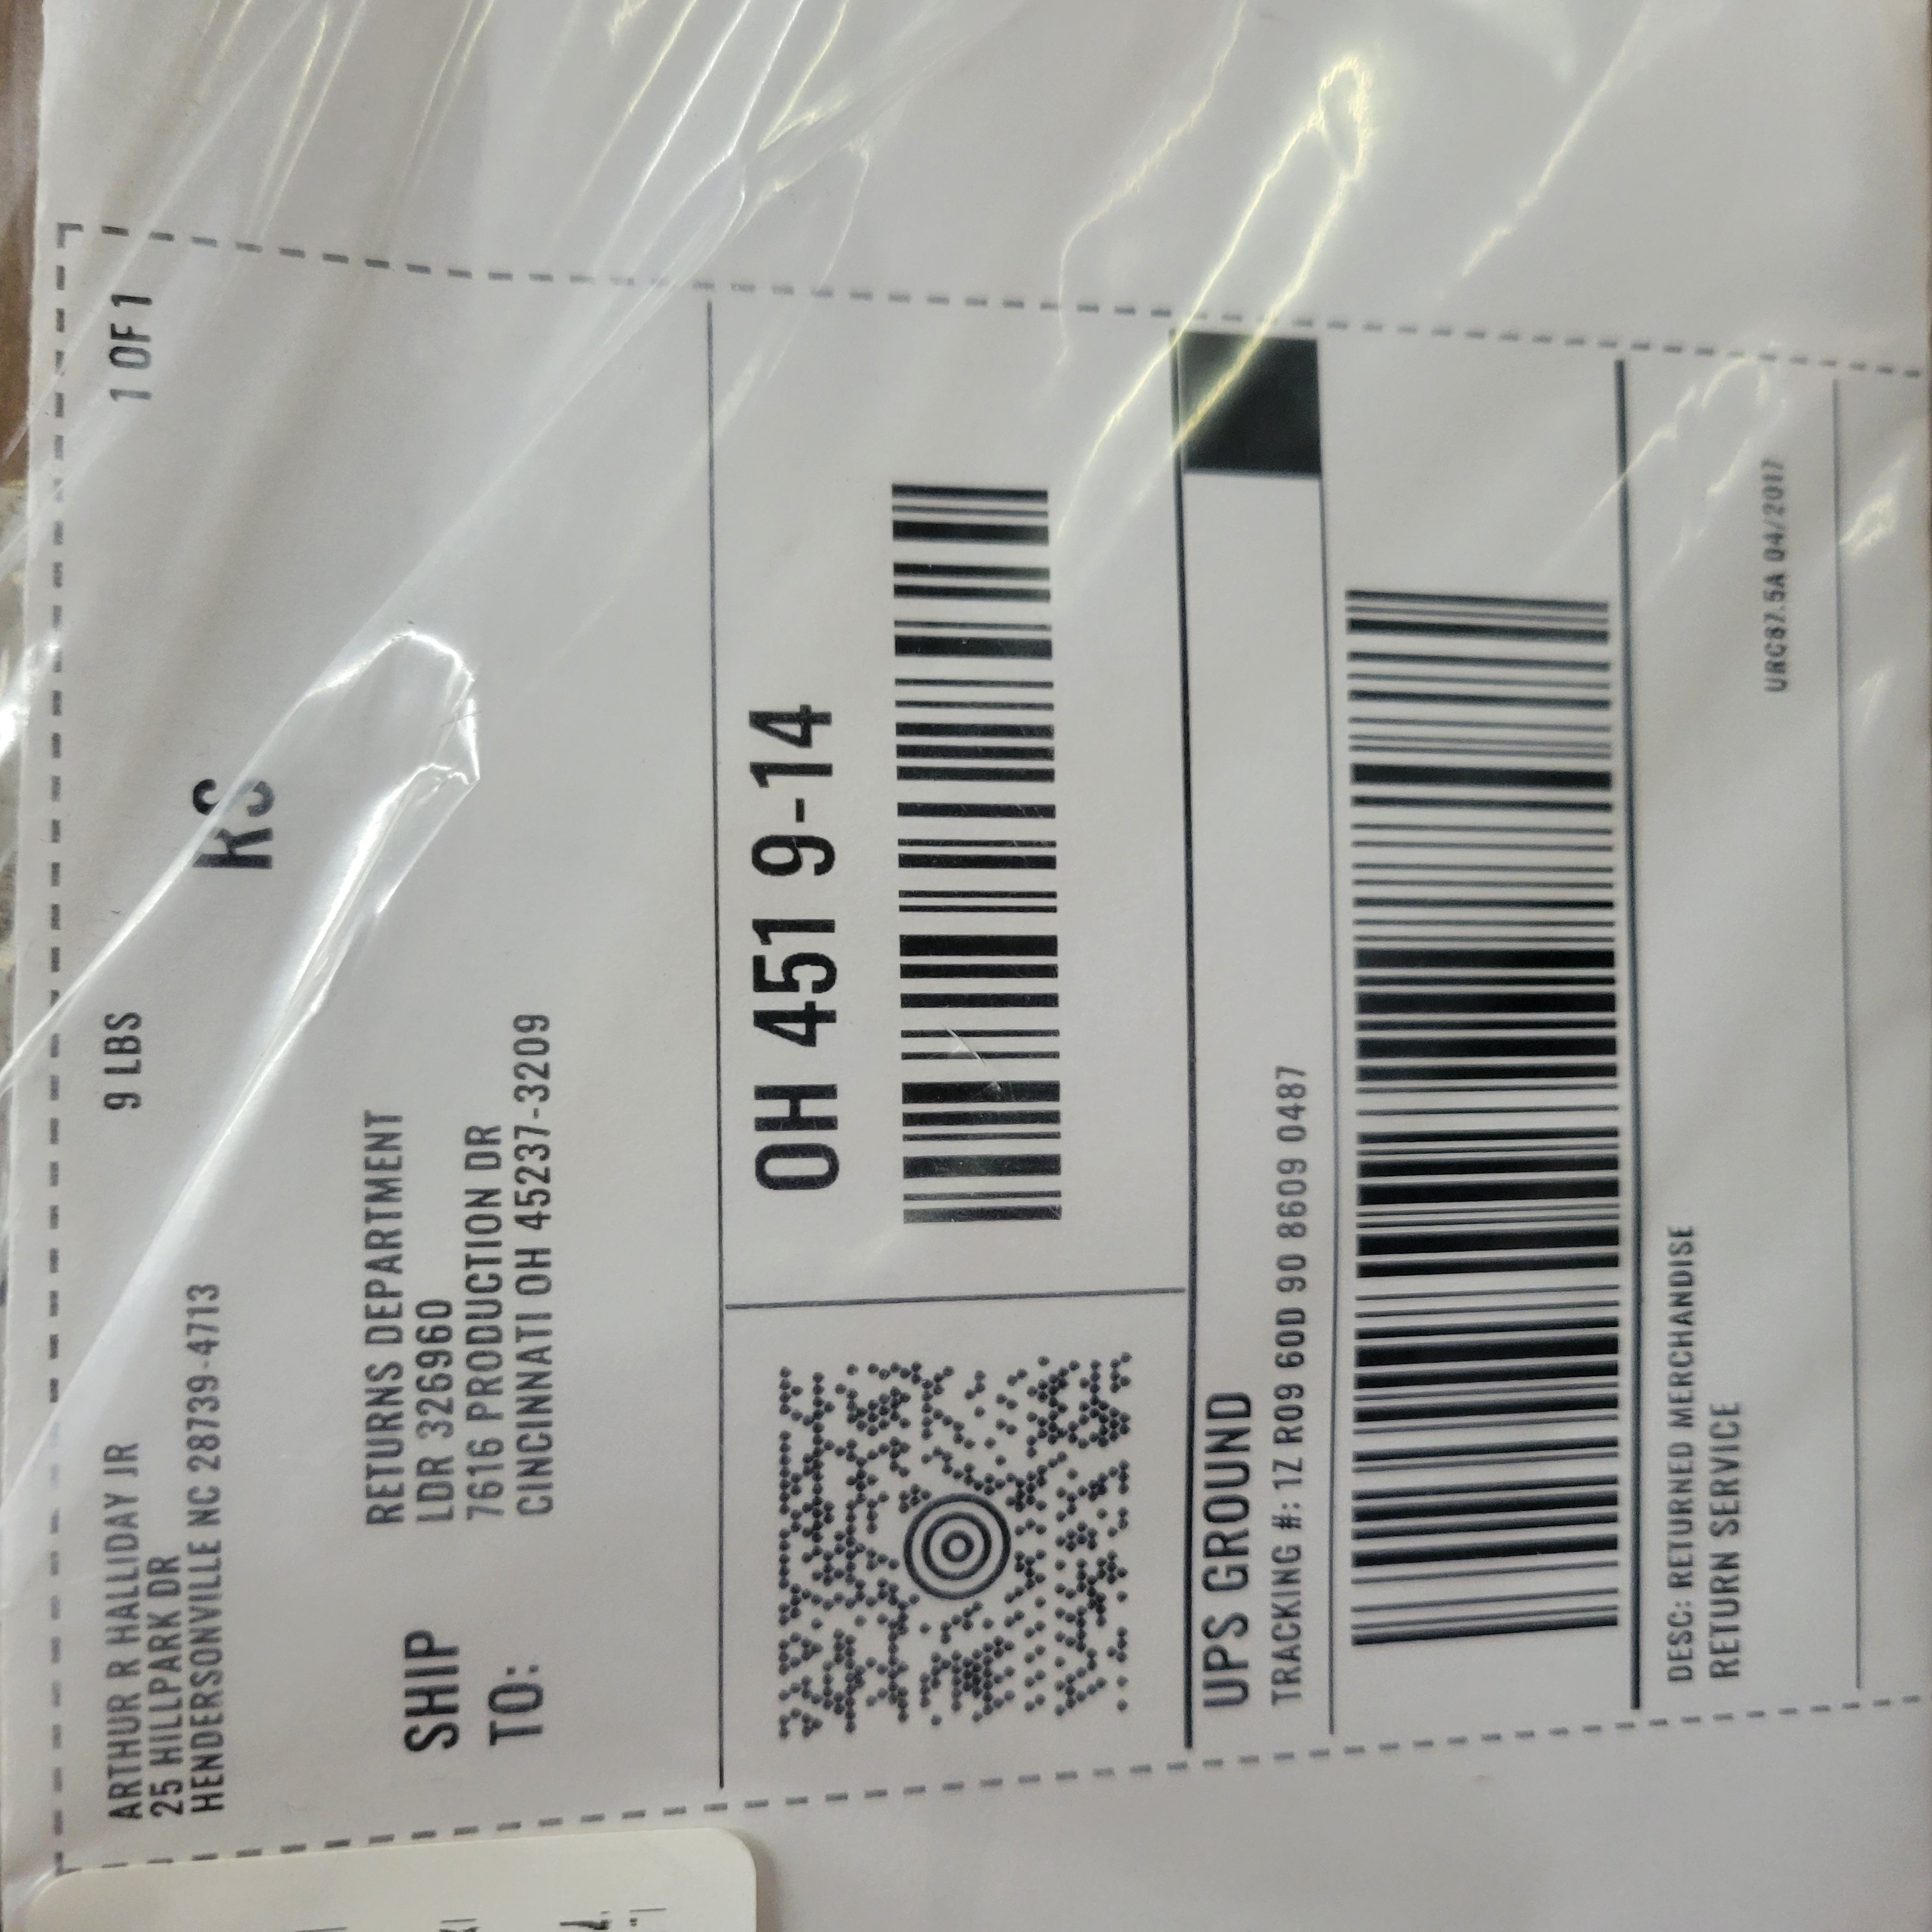 ARTHUR R HALLIDAY JR
25 HILLPARK DR
HENDERSONVILLE NC 28739-4713
9 LBS
1 OF 1
RS
SHIP
TO:
RETURNS DEPARTMENT
LDR 326960
7616 PRODUCTION DR
CINCINNATI OH 45237-3209
OH 451 9-14
UPS GROUND
TRACKING #: 1Z R09 60D 90 8609 0487
DESC: RETURNED MERCHANDISE
RETURN SERVICE
URC87.5A 04/2017